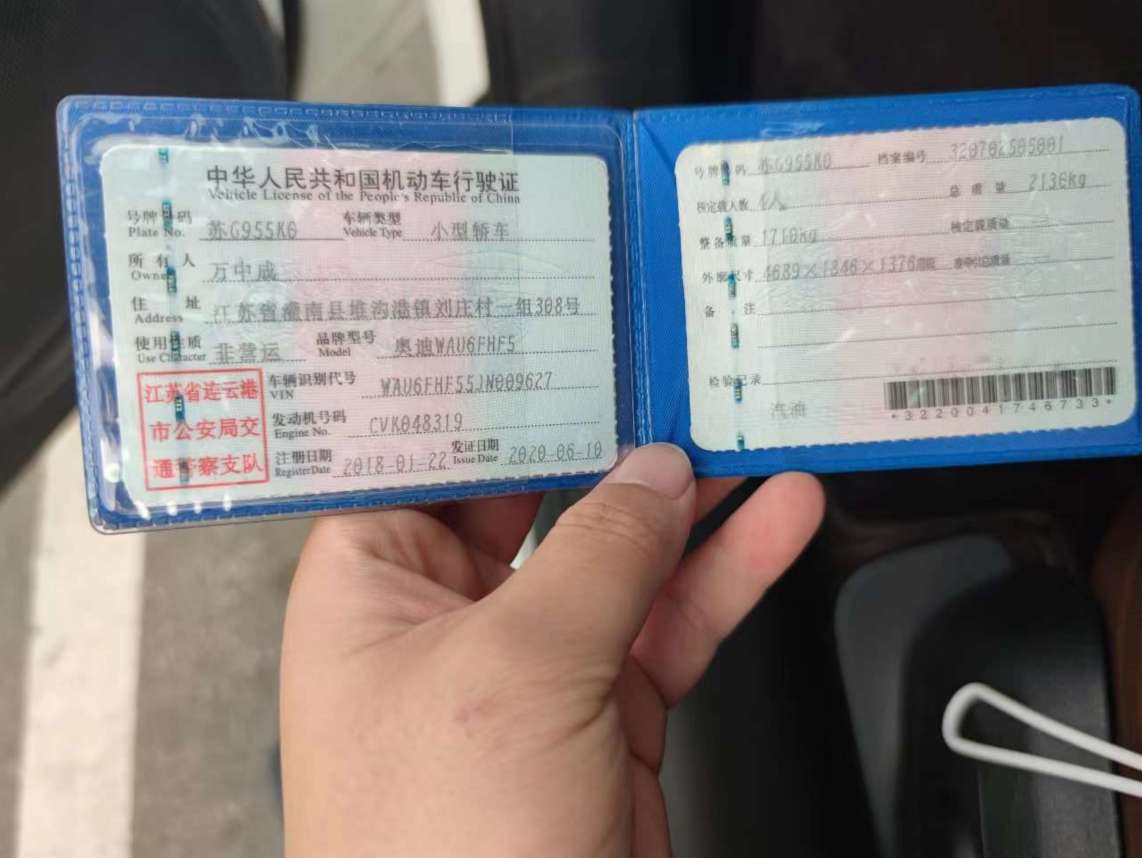 中华人民共和国机动车行驶证
Vehicle License of the People's Republic of China
号牌号码 苏G955K0 车辆类型 小型轿车
Plate No. Vehicle Type
所有人 万中成
Owner
住址 江苏省灌南县堆沟港镇刘庄村一组308号
Address
使用性质 非营运 品牌型号 奥迪WAU6FHF5
Use Character Model
江苏省连云港
市公安局交
通警察支队
车辆识别代号 WAU6FHF55JN009627
VIN
发动机号码 CVK048319
Engine No.
注册日期 2018-01-22 发证日期 2020-06-10
Register Date Issue Date
号牌号码 苏G955K0 档案编号 320702505001
核定载人数 4人 总质量 2136kg
整备质量 1710kg 核定载质量
外廓尺寸 4689×1846×1376mm 准牵引总质量
备注
检验记录
汽油
*3220041746733*